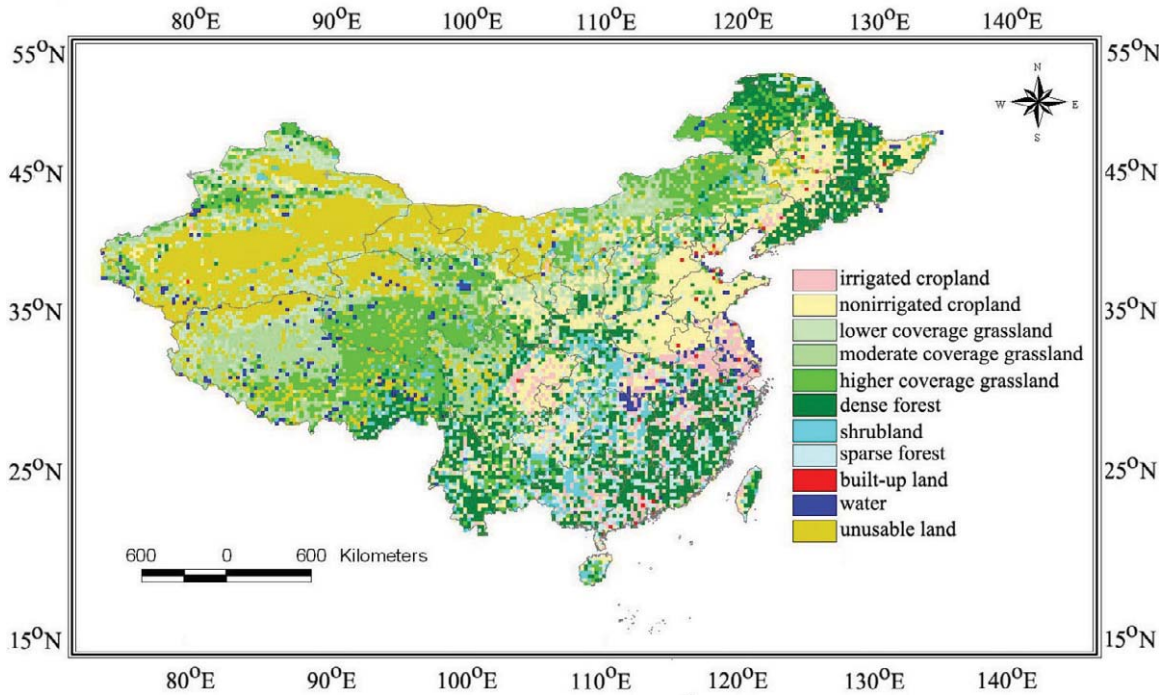 80°E 90°E 100°E 110°E 120°E 130°E 140°E
55°N 55°N
N
W E
S
45°N 45°N
irrigated cropland
nonirrigated cropland
35°N 35°N
lower coverage grassland
moderate coverage grassland
higher coverage grassland
dense forest
shrubland
sparse forest
25°N 25°N
built-up land
water
unusable land
600 0 600 Kilometers
15°N 15°N
80°E 90°E 100°E 110°E 120°E 130°E 140°E